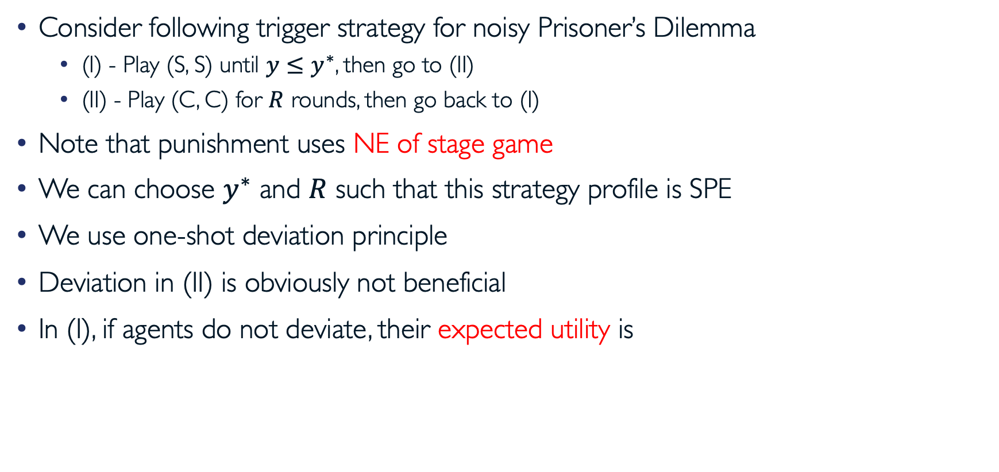 • Consider following trigger strategy for noisy Prisoner’s Dilemma
• (I) - Play (S, S) until y ≤ y*, then go to (II)
• (II) - Play (C, C) for R rounds, then go back to (I)
• Note that punishment uses NE of stage game
• We can choose y* and R such that this strategy profile is SPE
• We use one-shot deviation principle
• Deviation in (II) is obviously not beneficial
• In (I), if agents do not deviate, their expected utility is